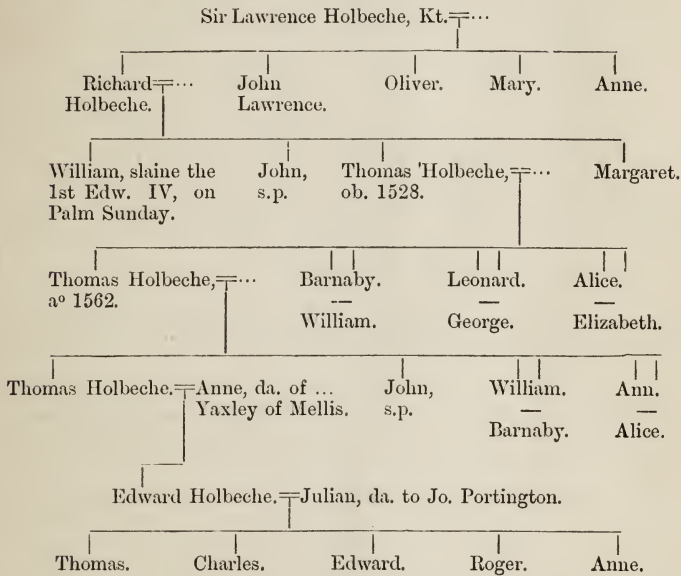 Sir Lawrence Holbeche, Kt. ...
Richard ... John Oliver. Mary. Anne.
Holbeche. Lawrence.
William, slaine the John, Thomas 'Holbeche, ... Margaret.
1st Edw. IV, on s.p. ob. 1528.
Palm Sunday.
Thomas Holbeche, ... Barnaby. Leonard. Alice.
aº 1562. — — —
William. George. Elizabeth.
Thomas Holbeche. Anne, da. of ... John, William. Ann.
Yaxley of Mellis. s.p. — —
Barnaby. Alice.
Edward Holbeche. Julian, da. to Jo. Portington.
Thomas. Charles. Edward. Roger. Anne.